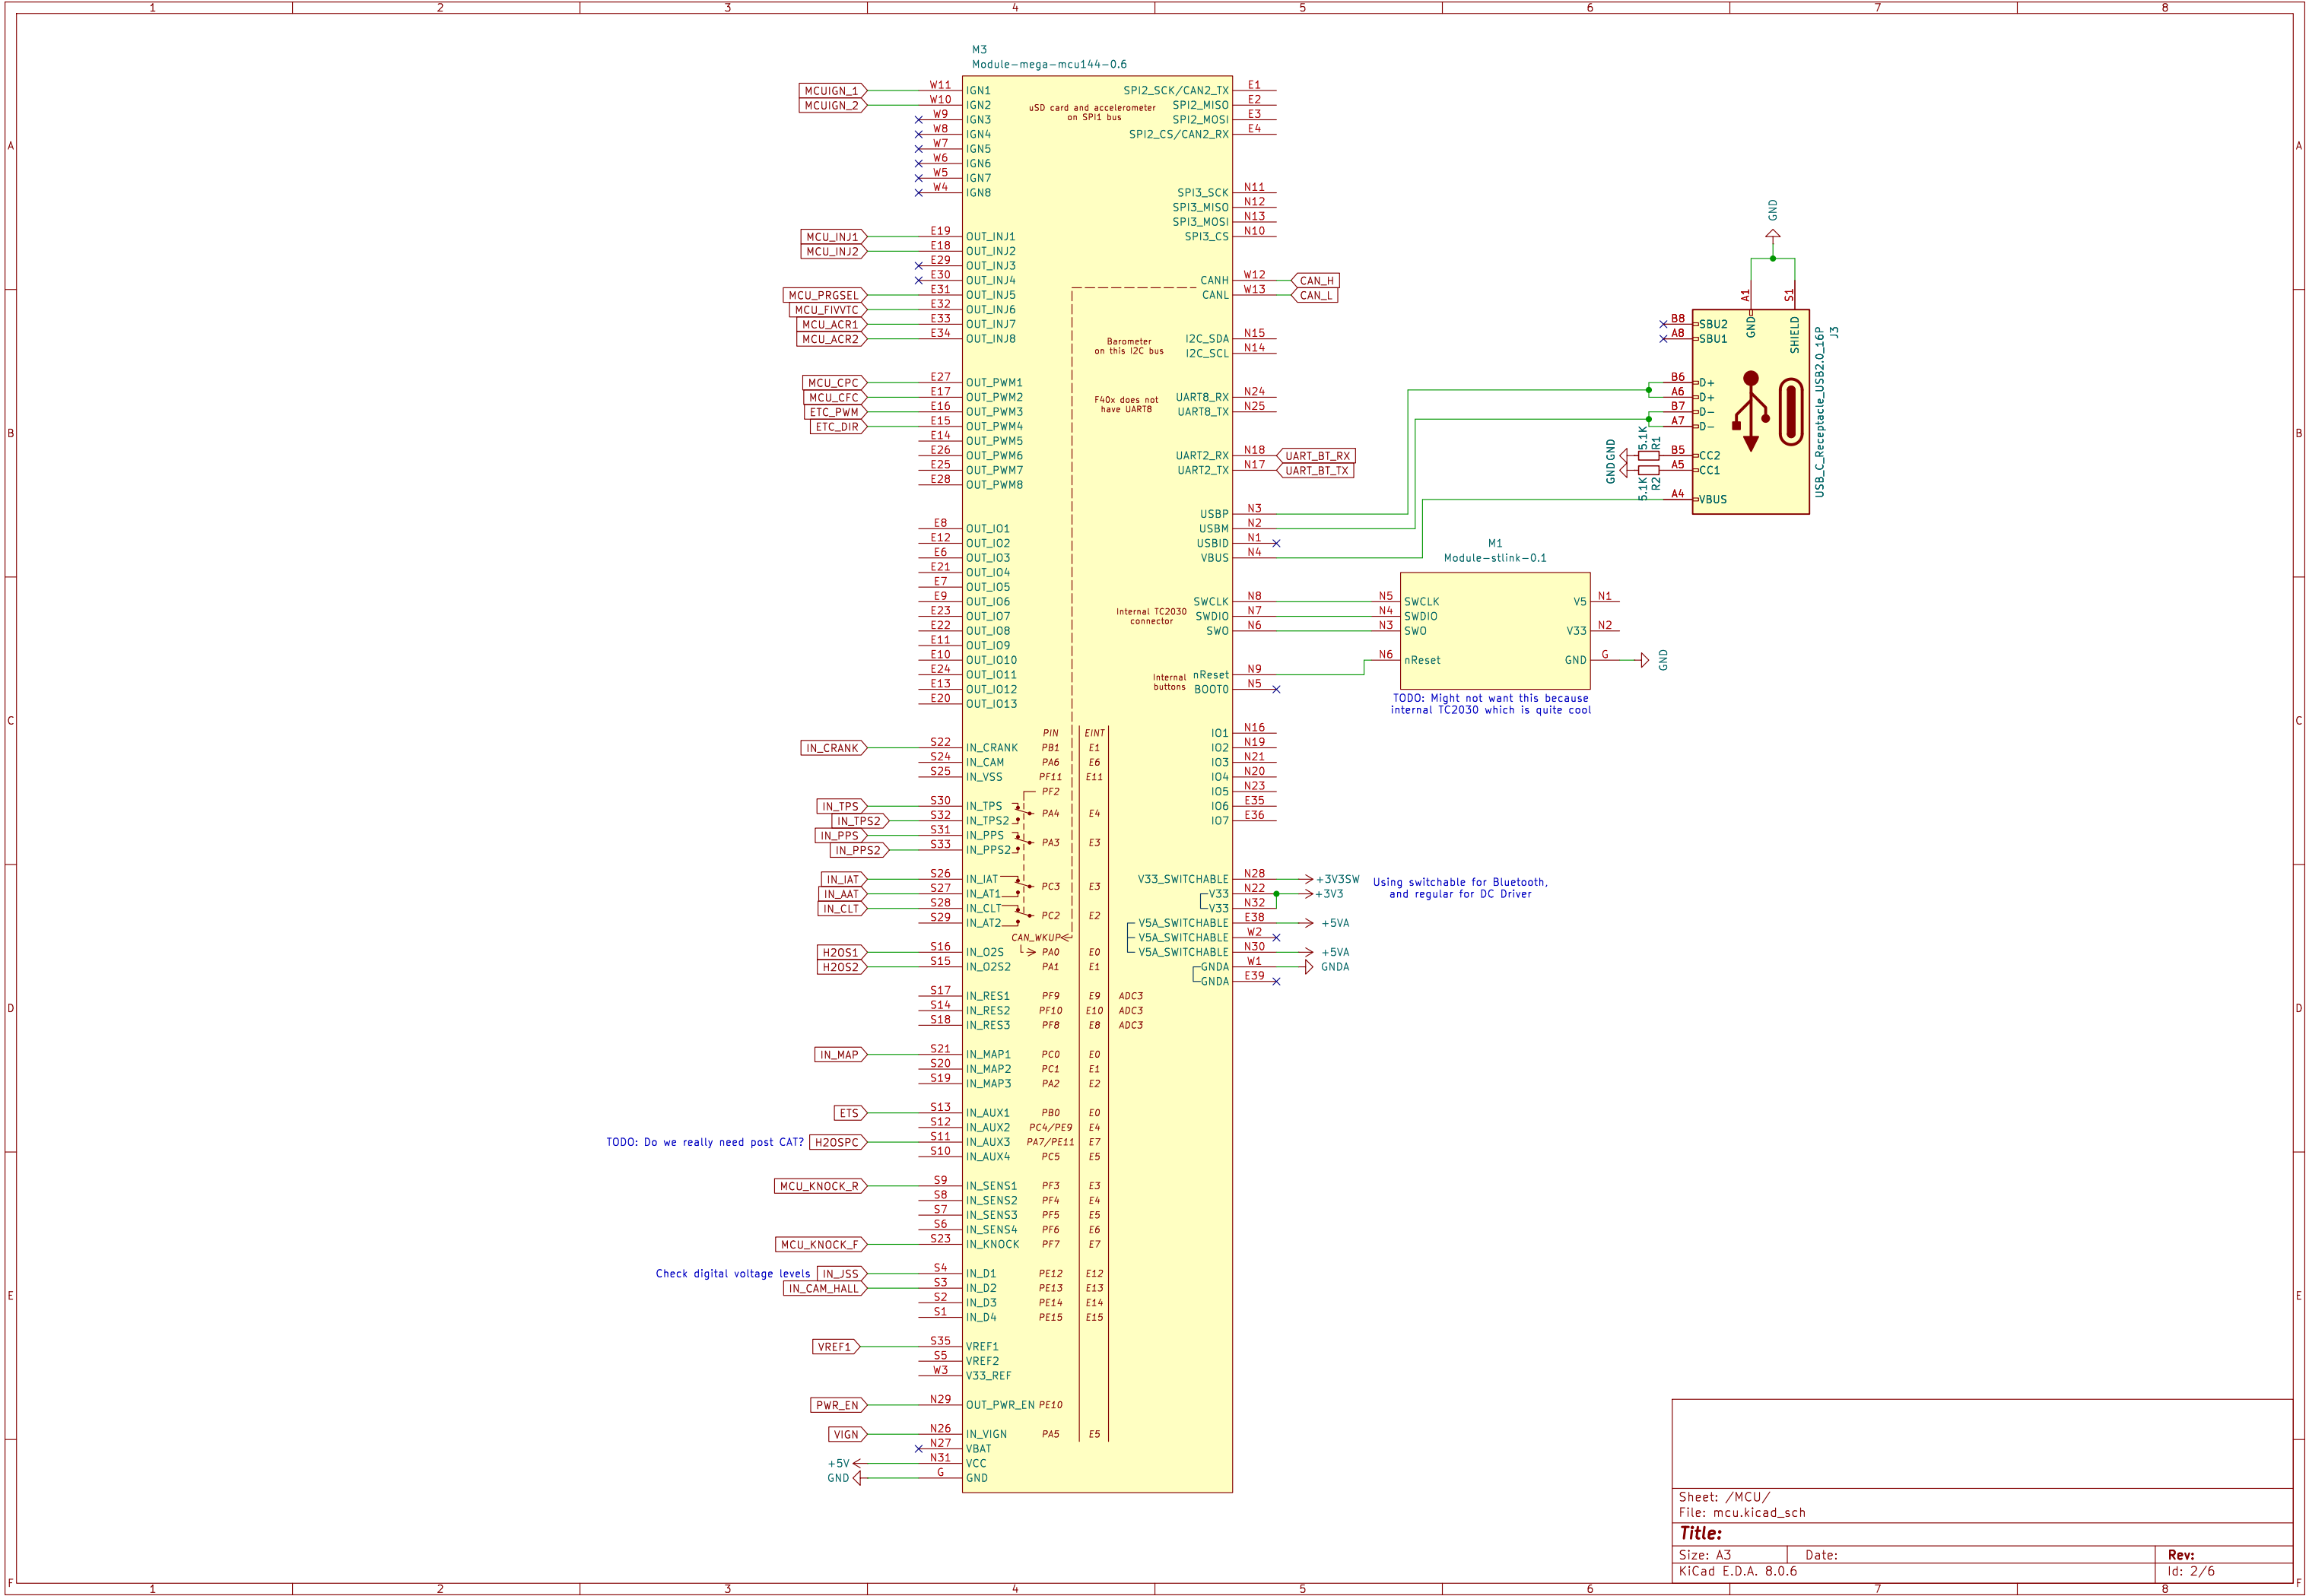 1 2 3 4 5 6 7 8
A
B
C
D
E
F
A
B
C
D
E
F
M3
Module-mega-mcu144-0.6
uSD card and accelerometer
on SPI1 bus
MCUIGN_1 W11 IGN1
MCUIGN_2 W10 IGN2
W9 IGN3
W8 IGN4
W7 IGN5
W6 IGN6
W5 IGN7
W4 IGN8
MCU_INJ1 E19 OUT_INJ1
MCU_INJ2 E18 OUT_INJ2
E29 OUT_INJ3
E30 OUT_INJ4
MCU_PRGSEL E31 OUT_INJ5
MCU_FIVVTC E32 OUT_INJ6
MCU_ACR1 E33 OUT_INJ7
MCU_ACR2 E34 OUT_INJ8
MCU_CPC E27 OUT_PWM1
MCU_CFC E17 OUT_PWM2
ETC_PWM E16 OUT_PWM3
ETC_DIR E15 OUT_PWM4
E14 OUT_PWM5
E26 OUT_PWM6
E25 OUT_PWM7
E28 OUT_PWM8
E8 OUT_IO1
E12 OUT_IO2
E6 OUT_IO3
E21 OUT_IO4
E7 OUT_IO5
E9 OUT_IO6
E23 OUT_IO7
E22 OUT_IO8
E11 OUT_IO9
E10 OUT_IO10
E24 OUT_IO11
E13 OUT_IO12
E20 OUT_IO13
PIN EINT
IN_CRANK S22 IN_CRANK PB1 E1
S24 IN_CAM PA6 E6
S25 IN_VSS PF11 E11
PF2
IN_TPS S30 IN_TPS
PA4 E4
IN_TPS2 S32 IN_TPS2
IN_PPS S31 IN_PPS
PA3 E3
IN_PPS2 S33 IN_PPS2
IN_IAT S26 IN_IAT
PC3 E3
IN_AAT S27 IN_AT1
IN_CLT S28 IN_CLT
PC2 E2
S29 IN_AT2
CAN_WKUP
H2OS1 S16 IN_O2S PA0 E0
H2OS2 S15 IN_O2S2 PA1 E1
S17 IN_RES1 PF9 E9 ADC3
S14 IN_RES2 PF10 E10 ADC3
S18 IN_RES3 PF8 E8 ADC3
IN_MAP S21 IN_MAP1 PC0 E0
S20 IN_MAP2 PC1 E1
S19 IN_MAP3 PA2 E2
ETS S13 IN_AUX1 PB0 E0
S12 IN_AUX2 PC4/PE9 E4
TODO: Do we really need post CAT? H2OSPC S11 IN_AUX3 PA7/PE11 E7
S10 IN_AUX4 PC5 E5
MCU_KNOCK_R S9 IN_SENS1 PF3 E3
S8 IN_SENS2 PF4 E4
S7 IN_SENS3 PF5 E5
S6 IN_SENS4 PF6 E6
MCU_KNOCK_F S23 IN_KNOCK PF7 E7
Check digital voltage levels IN_JSS S4 IN_D1 PE12 E12
IN_CAM_HALL S3 IN_D2 PE13 E13
S2 IN_D3 PE14 E14
S1 IN_D4 PE15 E15
VREF1 S35 VREF1
S5 VREF2
W3 V33_REF
PWR_EN N29 OUT_PWR_EN PE10
VIGN N26 IN_VIGN PA5 E5
N27 VBAT
+5V N31 VCC
GND G GND
SPI2_SCK/CAN2_TX E1
SPI2_MISO E2
SPI2_MOSI E3
SPI2_CS/CAN2_RX E4
SPI3_SCK N11
SPI3_MISO N12
SPI3_MOSI N13
SPI3_CS N10
CANH W12 CAN_H
CANL W13 CAN_L
Barometer
on this I2C bus
I2C_SDA N15
I2C_SCL N14
F40x does not
have UART8
UART8_RX N24
UART8_TX N25
UART2_RX N18 UART_BT_RX
UART2_TX N17 UART_BT_TX
USBP N3
USBM N2
USBID N1
VBUS N4
Internal TC2030
connector
SWCLK N8
SWDIO N7
SWO N6
Internal
buttons
nReset N9
BOOT0 N5
IO1 N16
IO2 N19
IO3 N21
IO4 N20
IO5 N23
IO6 E35
IO7 E36
V33_SWITCHABLE N28 +3V3SW
V33 N22 +3V3
V33 N32
V5A_SWITCHABLE E38 +5VA
V5A_SWITCHABLE W2
V5A_SWITCHABLE N30 +5VA
GNDA W1 GNDA
GNDA E39
Using switchable for Bluetooth,
and regular for DC Driver
M1
Module-stlink-0.1
N5 SWCLK V5 N1
N4 SWDIO
N3 SWO V33 N2
N6 nReset GND G GND
TODO: Might not want this because
internal TC2030 which is quite cool
GND
A1 S1
GND SHIELD
B8 SBU2
A8 SBU1
B6 D+
A6 D+
B7 D-
A7 D-
B5 CC2
A5 CC1
A4 VBUS
GND 5.1K R1
GND 5.1K R2
USB_C_Receptacle_USB2.0_16P
J3
Sheet: /MCU/
File: mcu.kicad_sch
Title:
Size: A3 Date: Rev:
KiCad E.D.A. 8.0.6 Id: 2/6
1 2 3 4 5 6 7 8